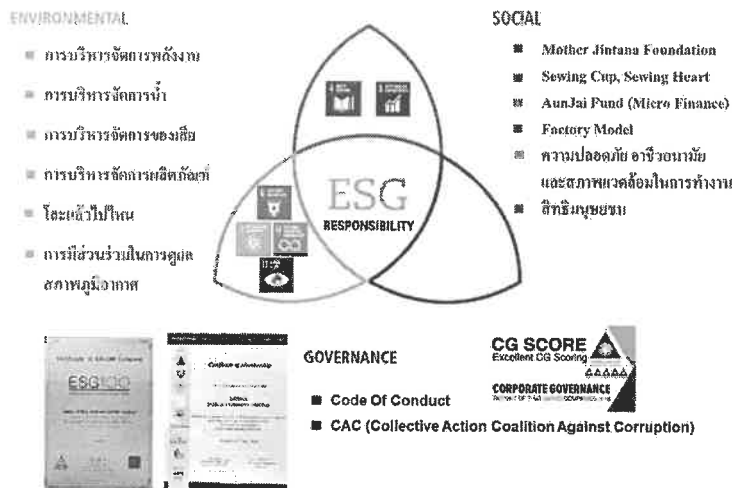 ENVIRONMENTAL
การบริหารจัดการพลังงาน
การบริหารจัดการน้ำ
การบริหารจัดการของเสีย
การบริหารจัดการผลิตภัณฑ์
โละแล้วไปไหน
การมีส่วนร่วมในการดูแล
สภาพภูมิอากาศ
SOCIAL
Mother Jintana Foundation
Sewing Cup, Sewing Heart
AunJai Fund (Micro Finance)
Factory Model
ความปลอดภัย อาชีวอนามัย
และสภาพแวดล้อมในการทำงาน
สิทธิมนุษยชน
ESG
RESPONSIBILITY
ESG100
Certificate of Membership
GOVERNANCE
Code Of Conduct
CAC (Collective Action Coalition Against Corruption)
CG SCORE
Excellent CG Scoring
CORPORATE GOVERNANCE